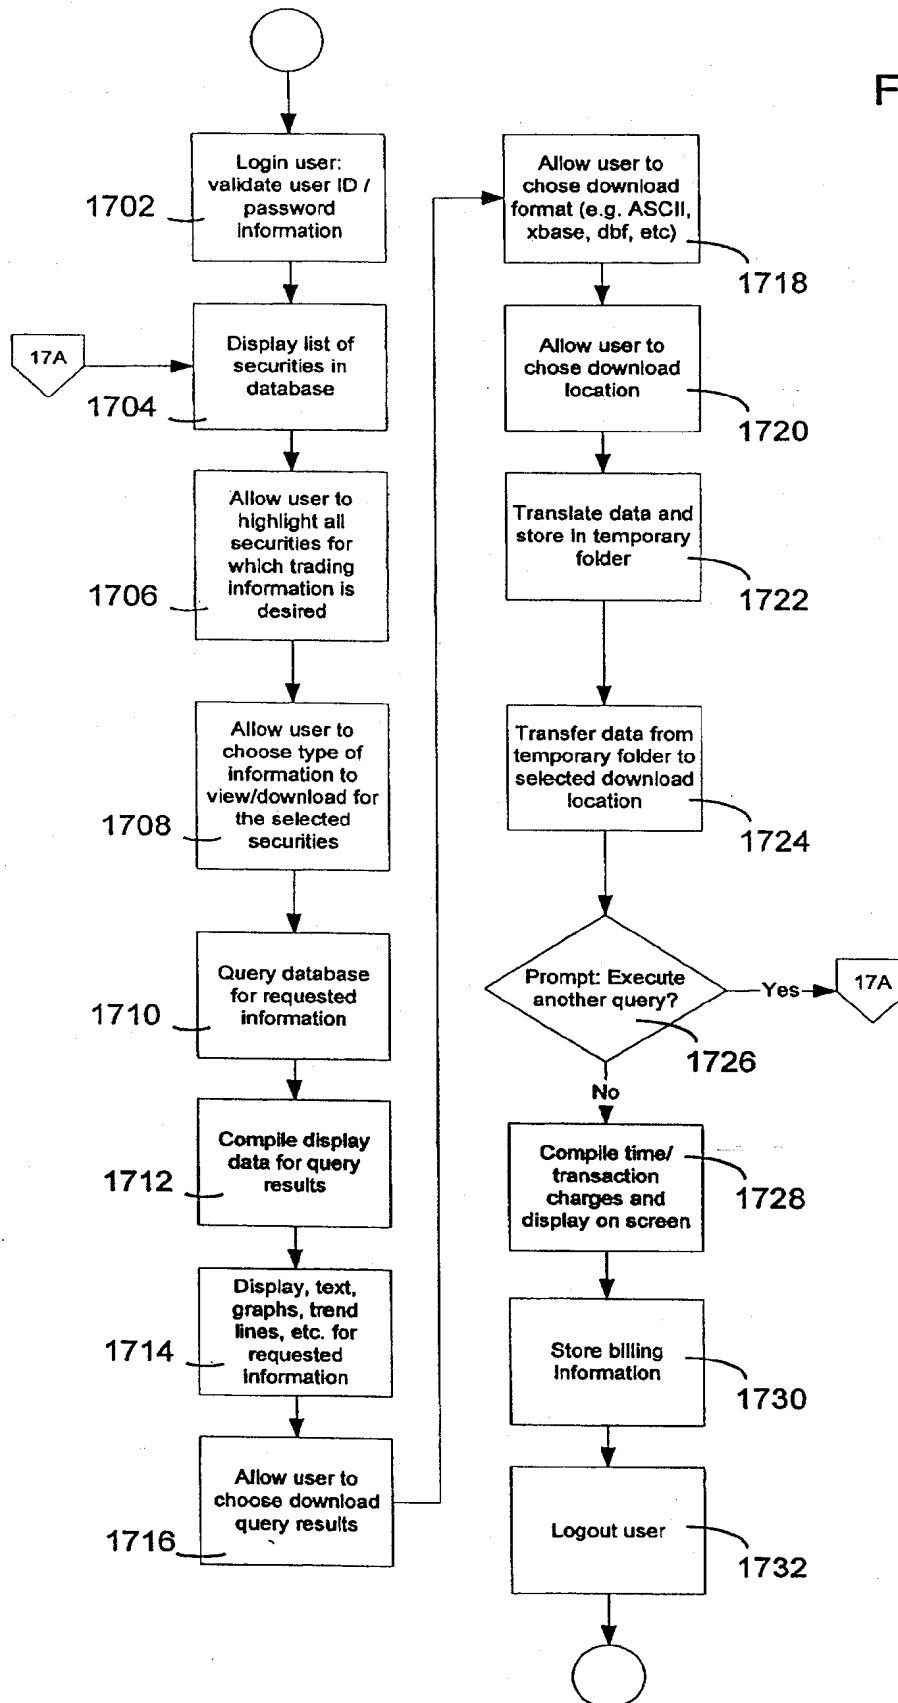 F
Login user:
validate user ID /
password
information
1702
17A
Display list of
securities in
database
1704
Allow user to
highlight all
securities for
which trading
information is
desired
1706
Allow user to
choose type of
information to
view/download for
the selected
securities
1708
Query database
for requested
information
1710
Compile display
data for query
results
1712
Display, text,
graphs, trend
lines, etc. for
requested
information
1714
Allow user to
choose download
query results
1716
Allow user to
chose download
format (e.g. ASCII,
xbase, dbf, etc)
1718
Allow user to
chose download
location
1720
Translate data and
store in temporary
folder
1722
Transfer data from
temporary folder to
selected download
location
1724
Prompt: Execute
another query?
1726
Yes
17A
No
Compile time/
transaction
charges and
display on screen
1728
Store billing
information
1730
Logout user
1732